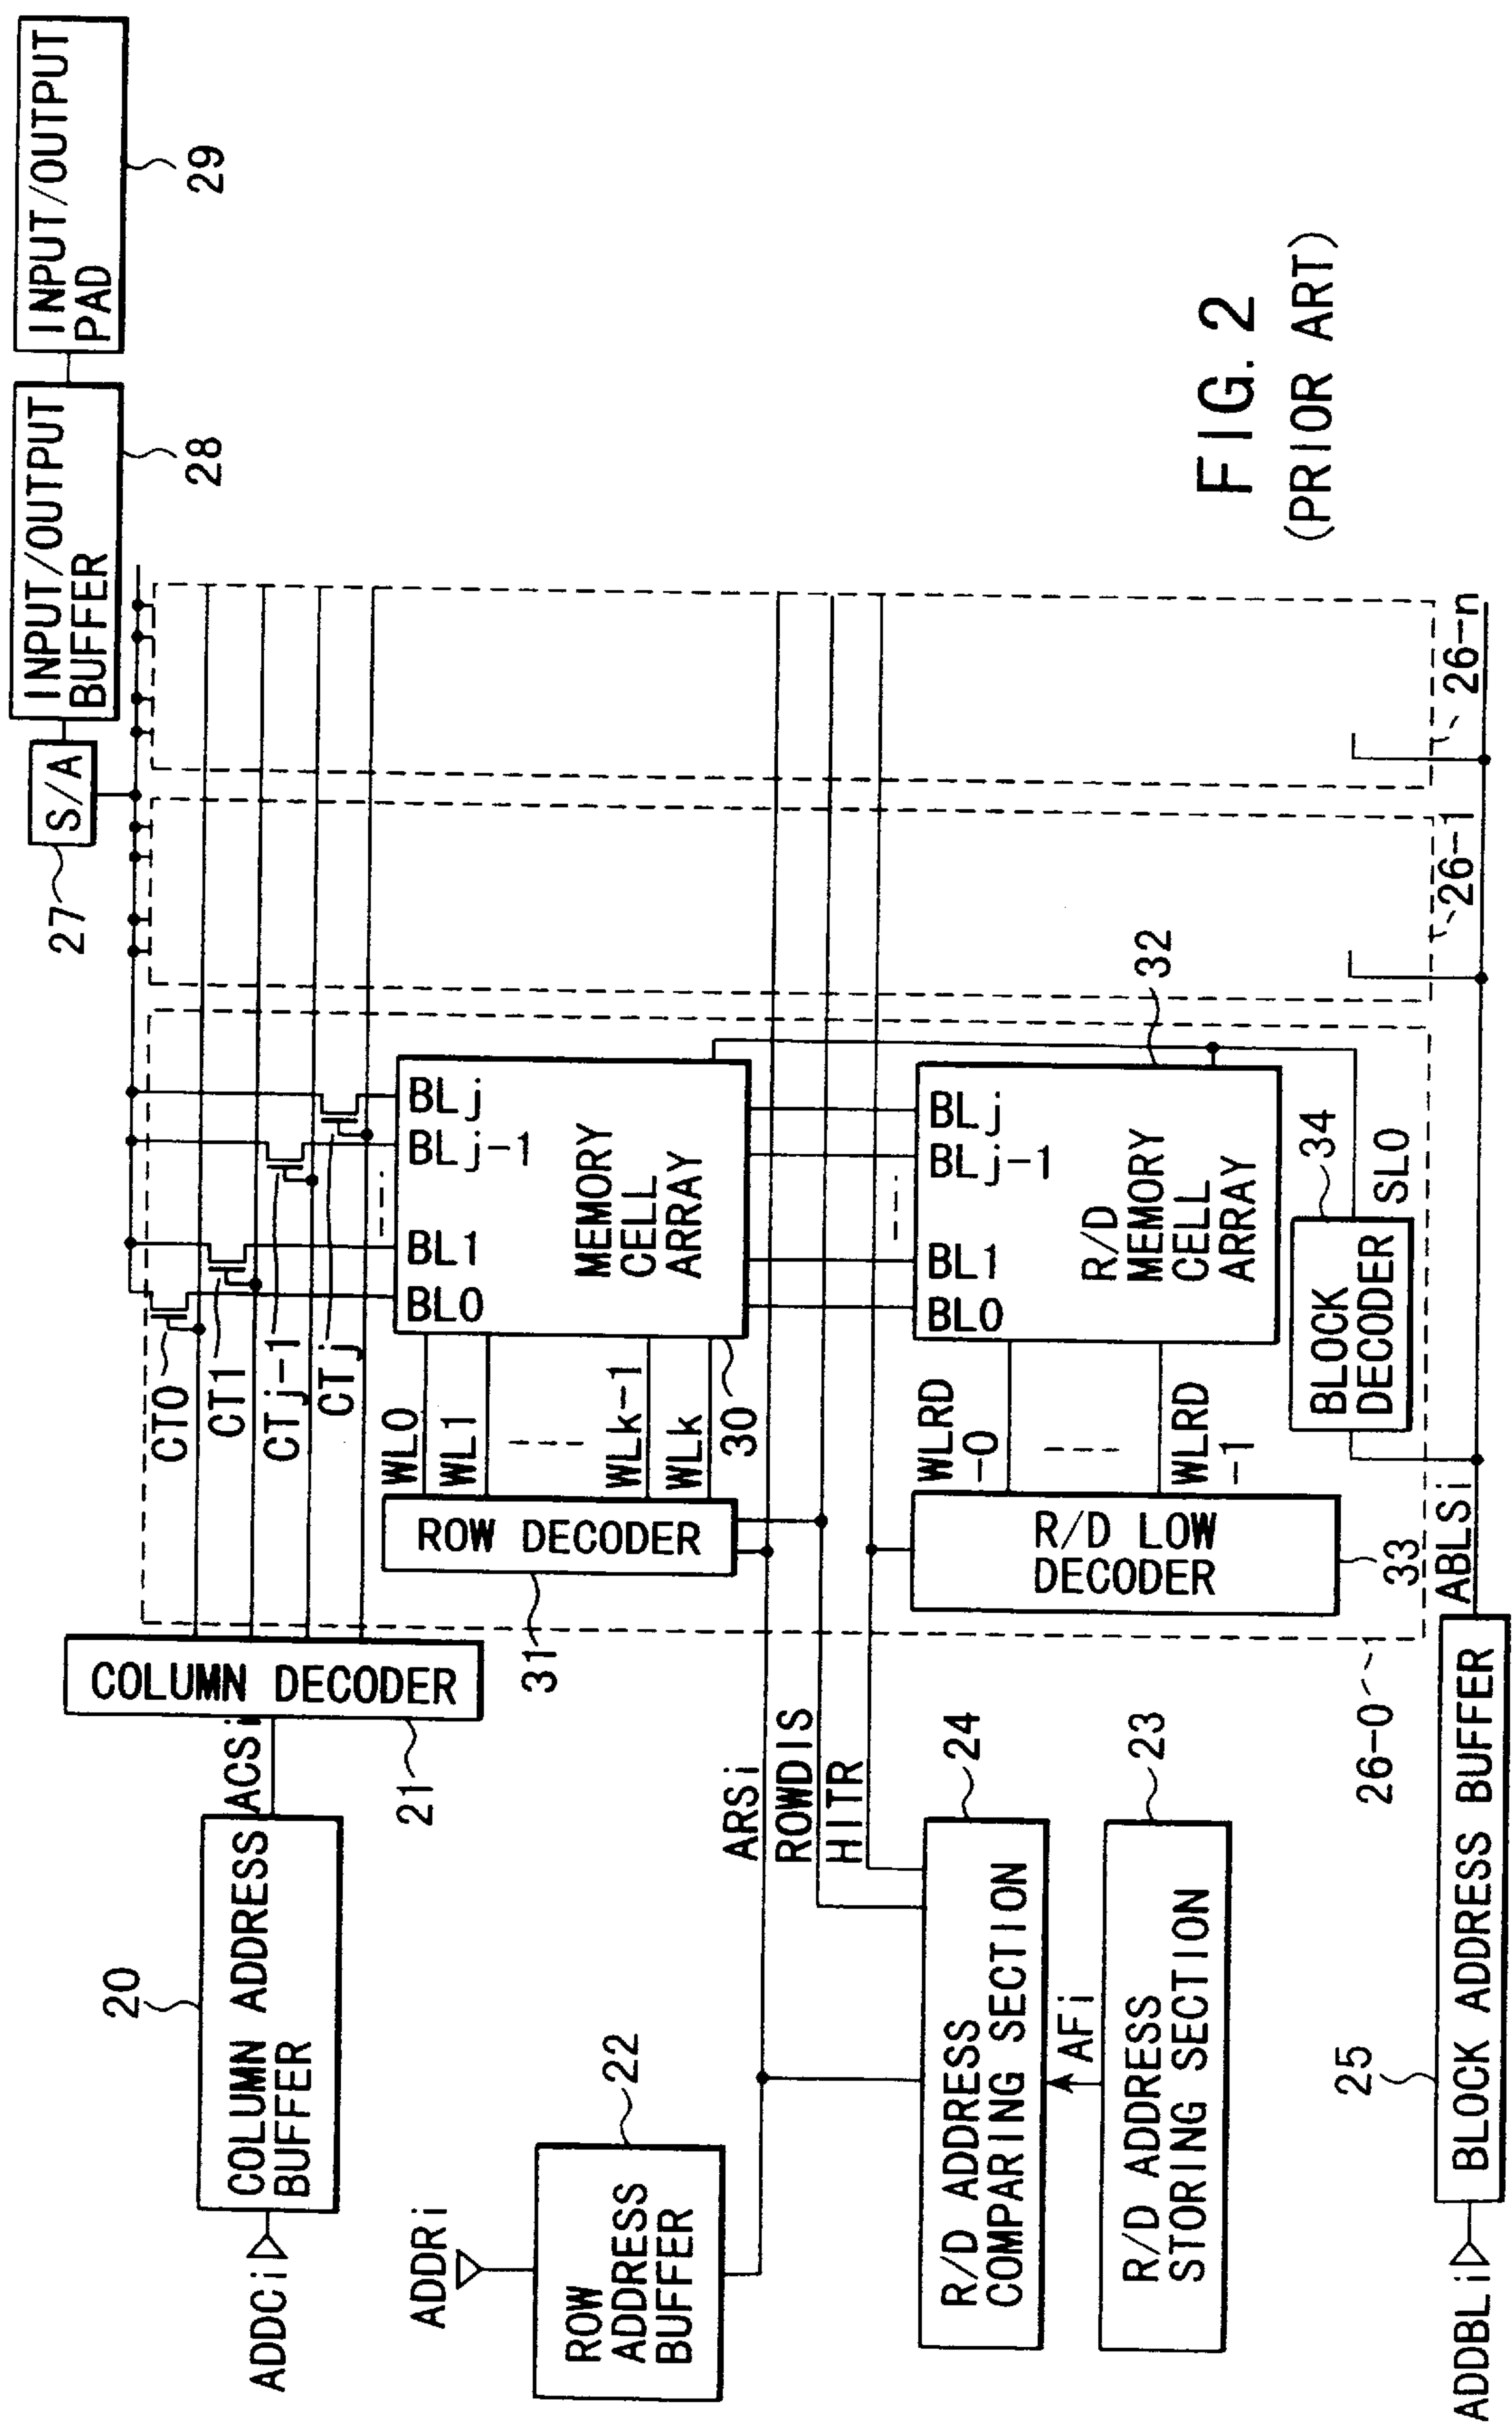 INPUT/OUTPUT
PAD
29
INPUT/OUTPUT
BUFFER
28
S/A
27
COLUMN DECODER
21
ACSi
COLUMN ADDRESS
BUFFER
20
ADDCi
CT0
CT1
CTj-1
CTj
BLj
BLj-1
BL1
BL0
MEMORY
CELL
ARRAY
30
WL0
WL1
WLk-1
WLk
ROW DECODER
31
ADDRi
ROW
ADDRESS
BUFFER
22
ARSi
ROWDIS
HITR
BLj
BLj-1
BL1
BL0
R/D
MEMORY
CELL
ARRAY
32
WLRD
-0
WLRD
-1
R/D LOW
DECODER
33
R/D ADDRESS
COMPARING SECTION
24
AFi
R/D ADDRESS
STORING SECTION
23
BLOCK
DECODER
34
SL0
26-0
26-1
26-n
ABLSi
BLOCK ADDRESS BUFFER
25
ADDBLi
FIG. 2
(PRIOR ART)